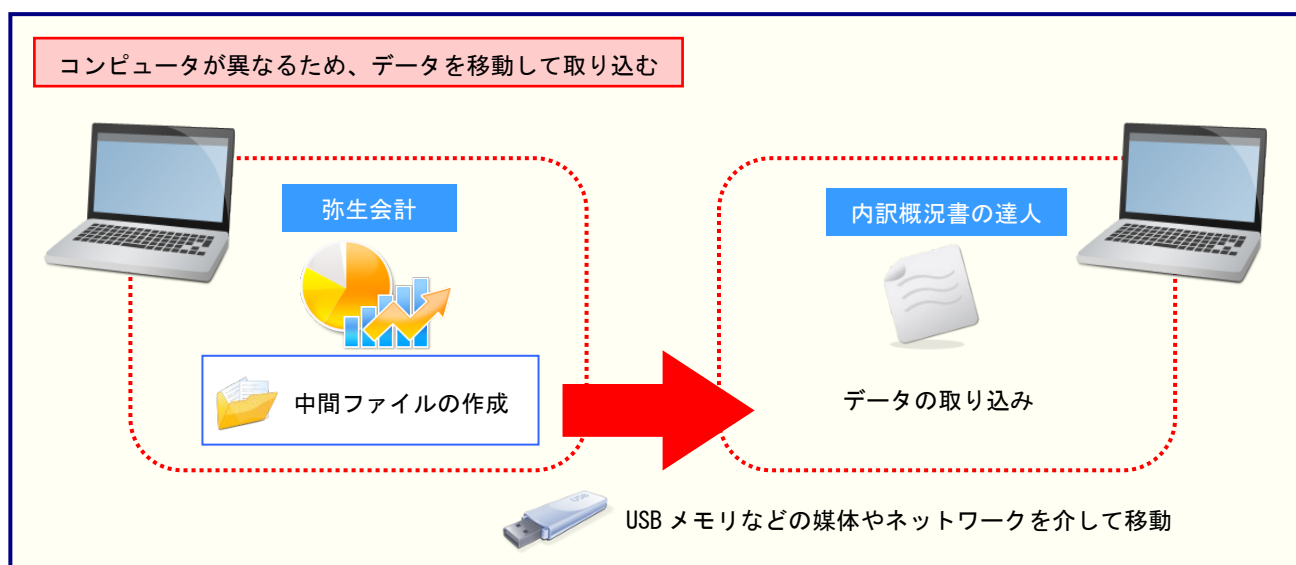 コンピュータが異なるため、データを移動して取り込む
弥生会計
内訳概況書の達人
中間ファイルの作成
データの取り込み
USB
USB メモリなどの媒体やネットワークを介して移動